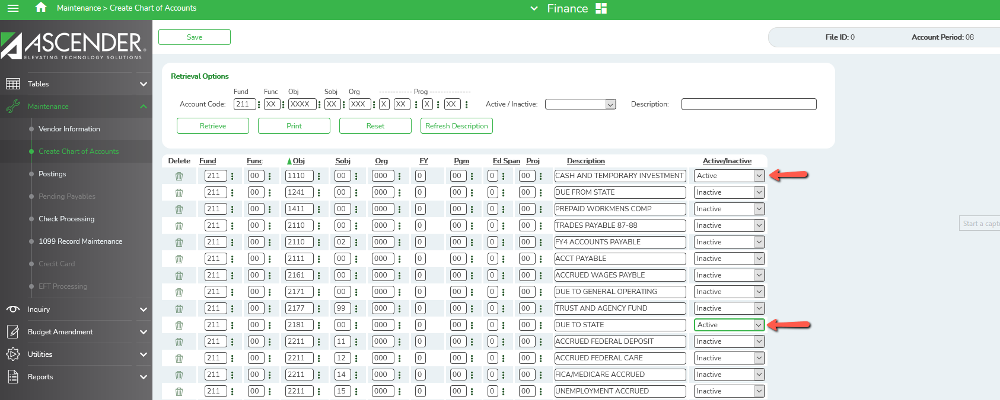 Maintenance > Create Chart of Accounts
Finance
ASCENDER
ELEVATING TECHNOLOGY SOLUTIONS
Save
File ID: 0
Account Period: 08
Tables
Maintenance
Vendor Information
Create Chart of Accounts
Postings
Pending Payables
Check Processing
1099 Record Maintenance
Credit Card
EFT Processing
Inquiry
Budget Amendment
Utilities
Reports
Retrieval Options
Fund Func Obj Sobj Org ------------ Prog ---------------
Account Code: 211 XX XXXX XX XXX X XX X XX Active / Inactive: Description:
Retrieve Print Reset Refresh Description
Delete Fund Func Obj Sobj Org FY Pgm Ed Span Proj Description Active/Inactive
211 00 1110 00 000 0 00 0 00 CASH AND TEMPORARY INVESTMENT Active
211 00 1241 00 000 0 00 0 00 DUE FROM STATE Inactive
211 00 1411 00 000 0 00 0 00 PREPAID WORKMENS COMP Inactive
211 00 2110 00 000 0 00 0 00 TRADES PAYABLE 87-88 Inactive
211 00 2110 02 000 0 00 0 00 FY4 ACCOUNTS PAYABLE Inactive
211 00 2111 00 000 0 00 0 00 ACCT PAYABLE Inactive
211 00 2161 00 000 0 00 0 00 ACCRUED WAGES PAYBLE Inactive
211 00 2171 00 000 0 00 0 00 DUE TO GENERAL OPERATING Inactive
211 00 2177 99 000 0 00 0 00 TRUST AND AGENCY FUND Inactive
211 00 2181 00 000 0 00 0 00 DUE TO STATE Active
211 00 2211 11 000 0 00 0 00 ACCRUED FEDERAL DEPOSIT Inactive
211 00 2211 12 000 0 00 0 00 ACCRUED FEDERAL CARE Inactive
211 00 2211 14 000 0 00 0 00 FICA/MEDICARE ACCRUED Inactive
211 00 2211 15 000 0 00 0 00 UNEMPLOYMENT ACCRUED Inactive
Start a capt